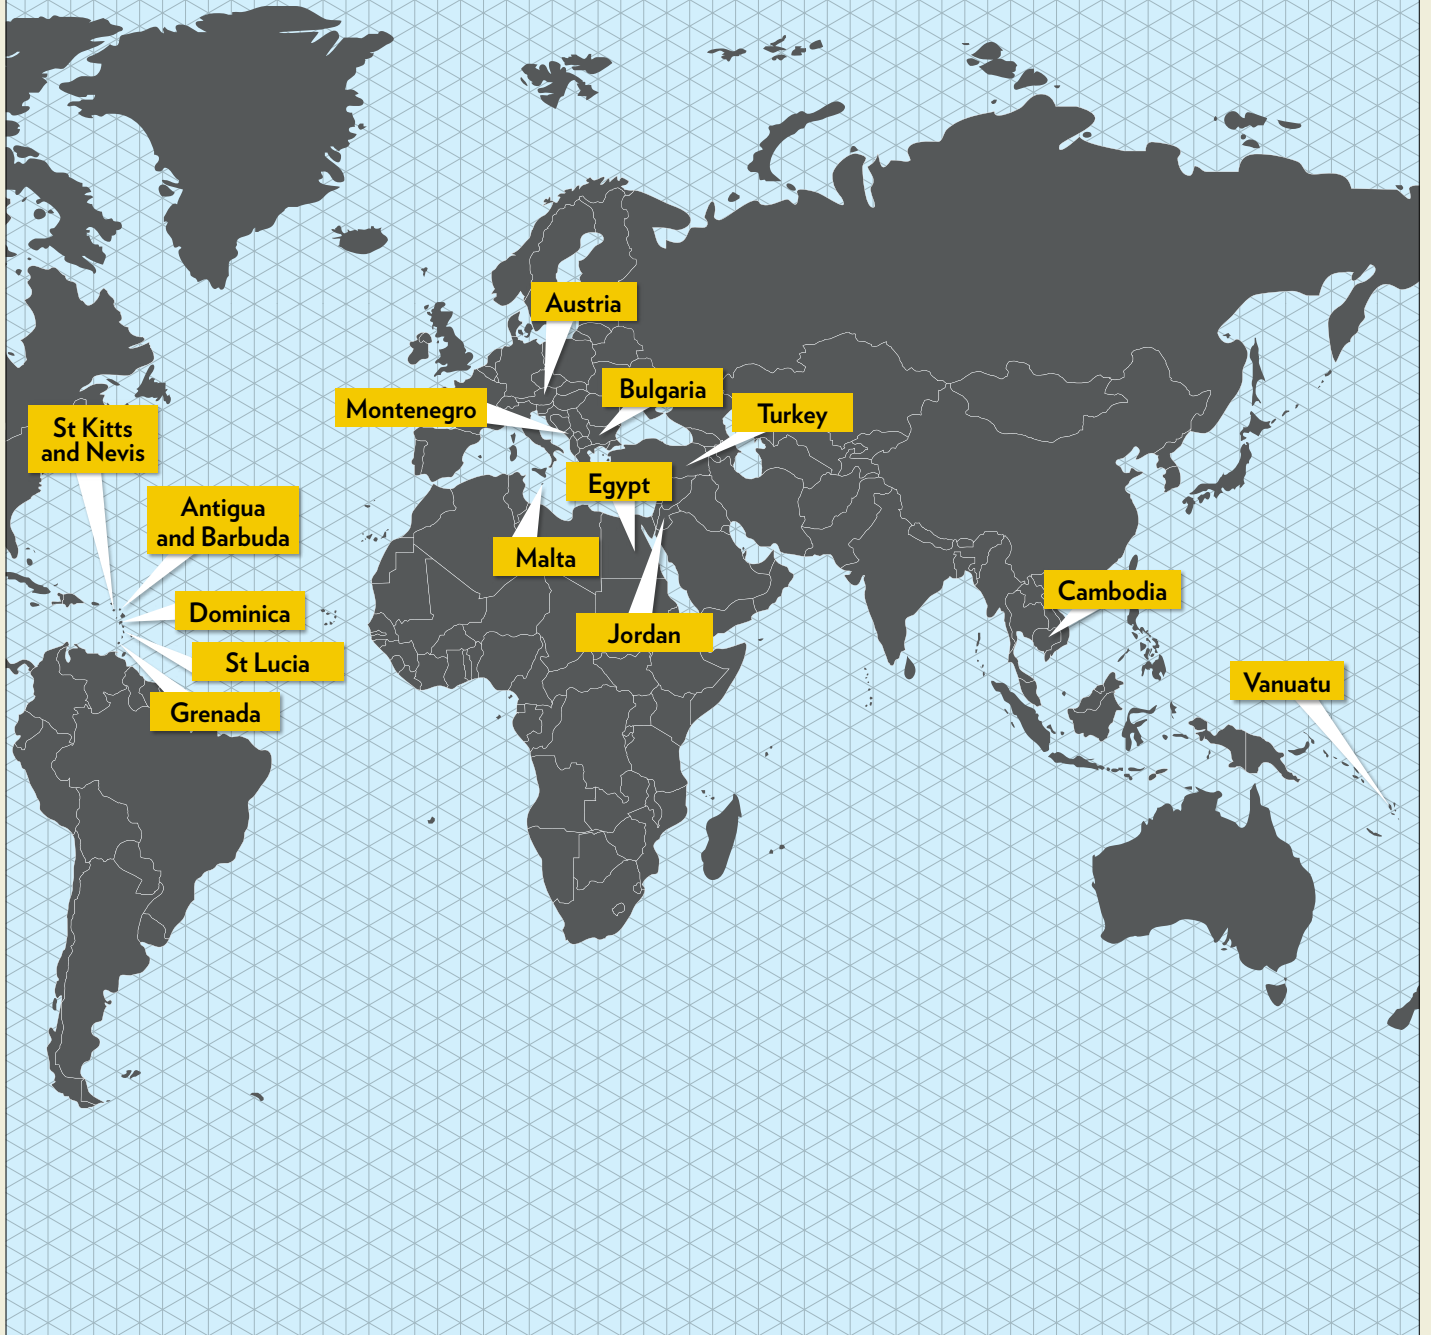 Austria
Bulgaria
Montenegro
Turkey
St Kitts
and Nevis
Egypt
Antigua
and Barbuda
Malta
Cambodia
Dominica
Jordan
St Lucia
Vanuatu
Grenada